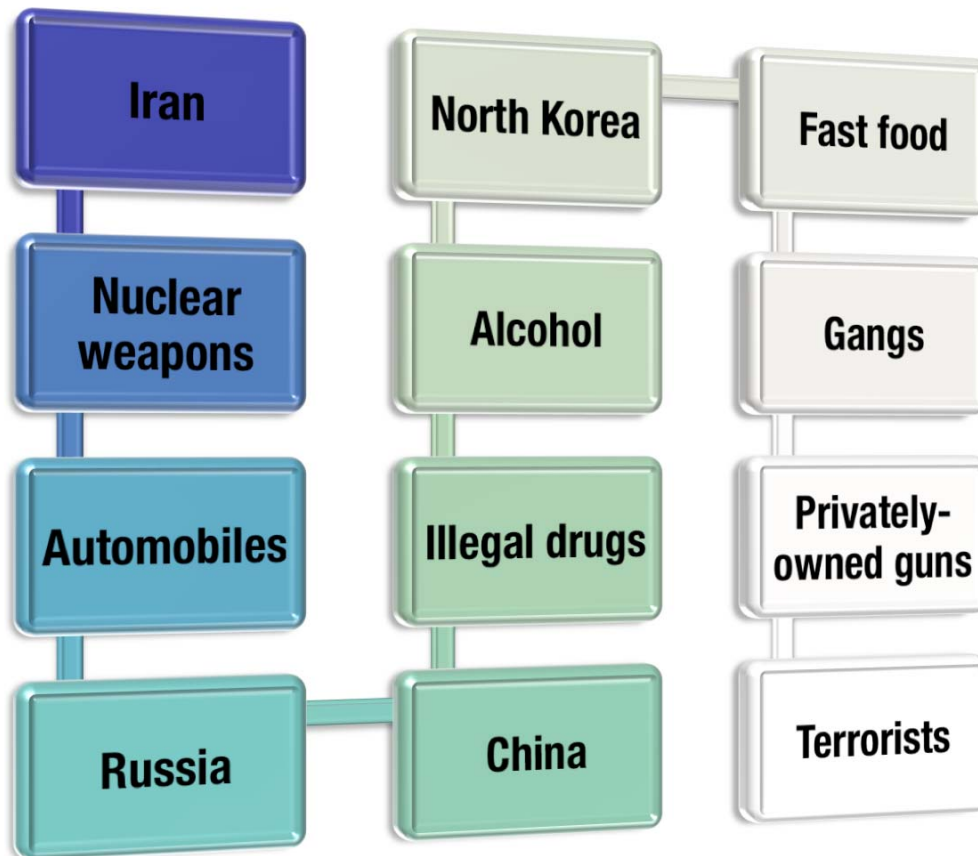 Iran
Nuclear
weapons
Automobiles
Russia
China
Illegal drugs
Alcohol
North Korea
Fast food
Gangs
Privately-
owned guns
Terrorists